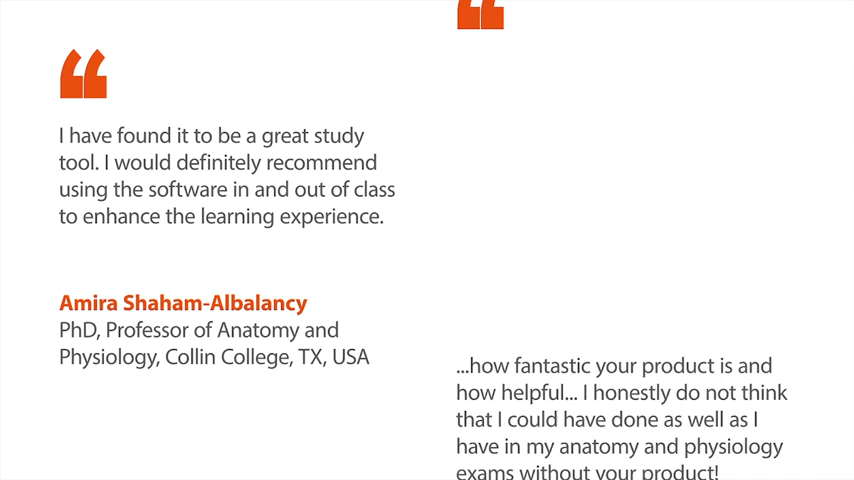 “
“
I have found it to be a great study
tool. I would definitely recommend
using the software in and out of class
to enhance the learning experience.
Amira Shaham-Albalancy
PhD, Professor of Anatomy and
Physiology, Collin College, TX, USA
...how fantastic your product is and
how helpful... I honestly do not think
that I could have done as well as I
have in my anatomy and physiology
exams without your product!